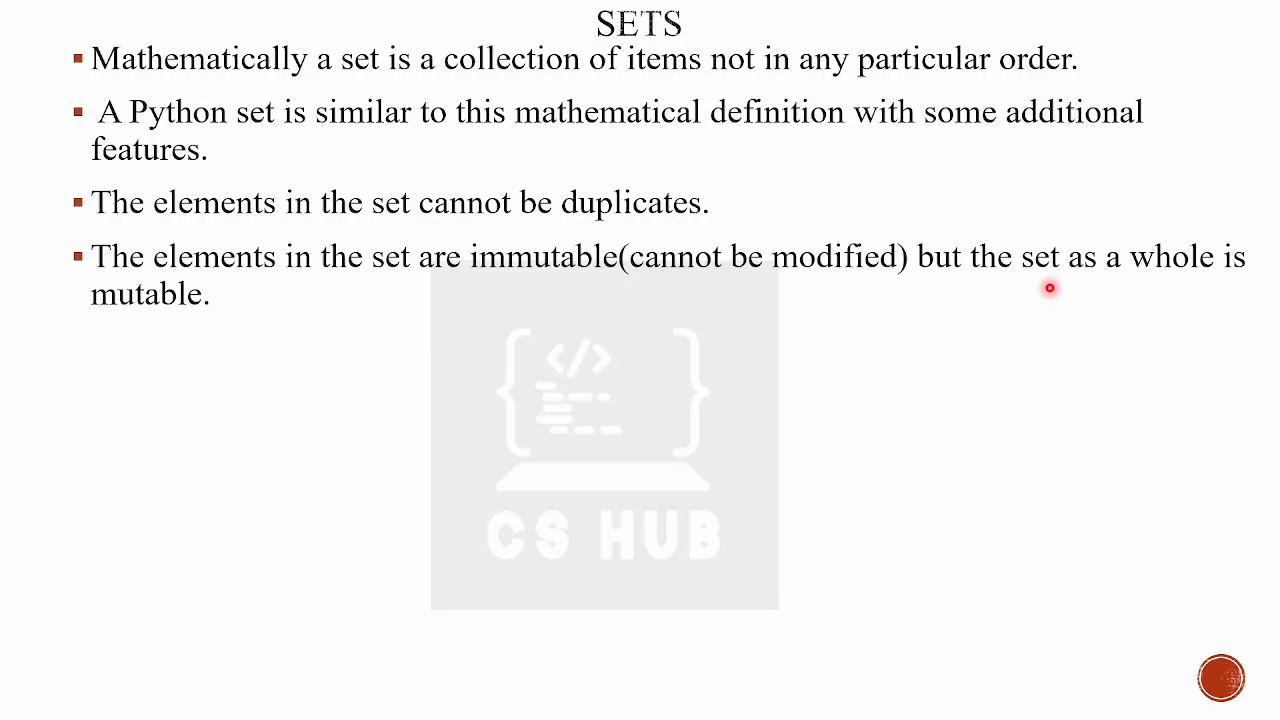 SETS
Mathematically a set is a collection of items not in any particular order.
A Python set is similar to this mathematical definition with some additional
features.
The elements in the set cannot be duplicates.
The elements in the set are immutable(cannot be modified) but the set as a whole is
mutable.
</>
CS HUB